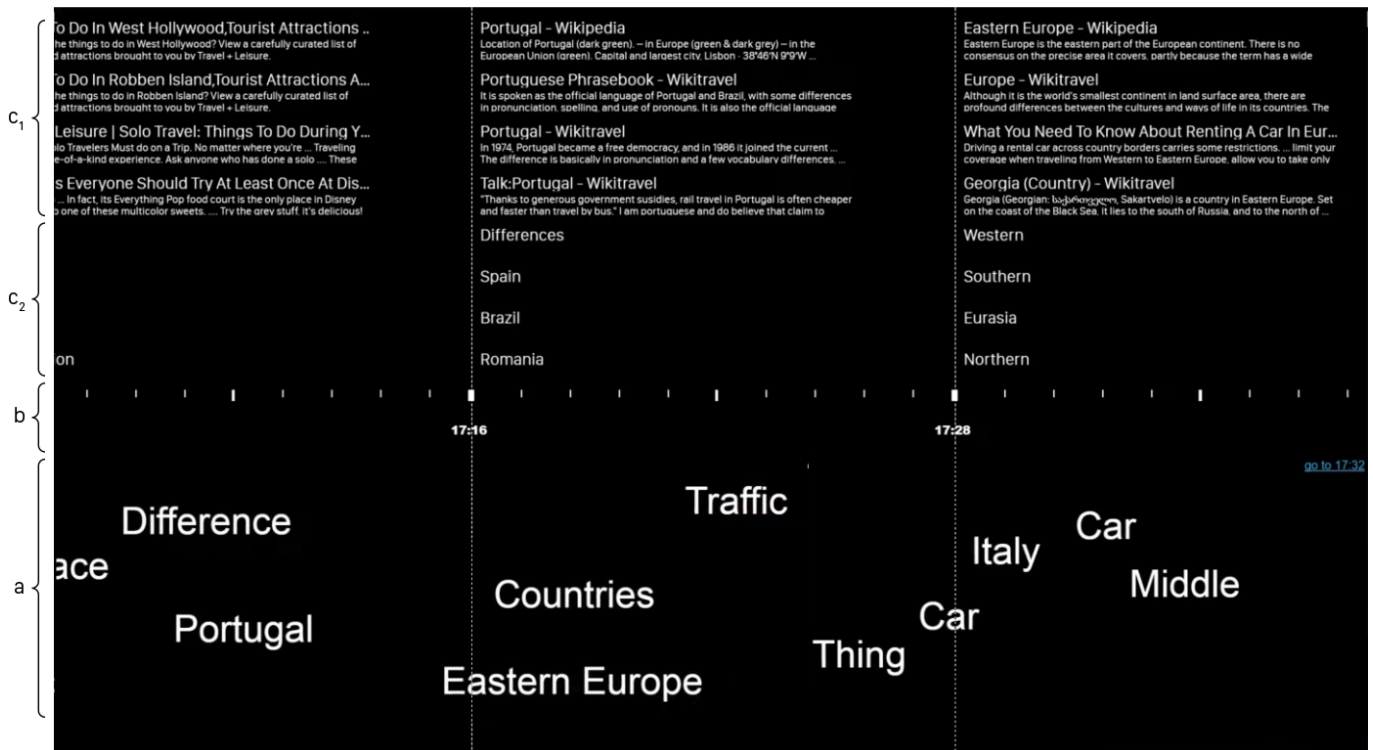 c1
To Do In West Hollywood,Tourist Attractions ..
he things to do in West Hollywood? View a carefully curated list of
d attractions brought to you by Travel + Leisure.
To Do In Robben Island,Tourist Attractions A...
he things to do in Robben Island? View a carefully curated list of
d attractions brought to you by Travel + Leisure.
Leisure | Solo Travel: Things To Do During Y...
olo Travelers Must do on a Trip. No matter where you're ... Traveling
e-of-a-kind experience. Ask anyone who has done a solo .... These
s Everyone Should Try At Least Once At Dis...
... In fact, its Everything Pop food court is the only place in Disney
o one of these multicolor sweets. .... Try the grey stuff, it's delicious!
Portugal - Wikipedia
Location of Portugal (dark green). – in Europe (green & dark grey) – in the
European Union (green). Capital and largest city, Lisbon · 38°46'N 9°9'W ...
Portuguese Phrasebook - Wikitravel
It is spoken as the official language of Portugal and Brazil, with some differences
in pronunciation, spelling, and use of pronouns. It is also the official language
Portugal - Wikitravel
In 1974, Portugal became a free democracy, and in 1986 it joined the current ...
The difference is basically in pronunciation and a few vocabulary differences. ...
Talk:Portugal - Wikitravel
"Thanks to generous government susidies, rail travel in Portugal is often cheaper
and faster than travel by bus." I am portuguese and do believe that claim to
Eastern Europe - Wikipedia
Eastern Europe is the eastern part of the European continent. There is no
consensus on the precise area it covers, partly because the term has a wide
Europe - Wikitravel
Although it is the world's smallest continent in land surface area, there are
profound differences between the cultures and ways of life in its countries. The
What You Need To Know About Renting A Car In Eur...
Driving a rental car across country borders carries some restrictions. ... limit your
coverage when traveling from Western to Eastern Europe, allow you to take only
Georgia (Country) - Wikitravel
Georgia (Georgian: საქართველო, Sakartvelo) is a country in Eastern Europe. Set
on the coast of the Black Sea, it lies to the south of Russia, and to the north of ...
c2
on
Differences
Spain
Brazil
Romania
Western
Southern
Eurasia
Northern
b
17:16
17:28
a
go to 17:32
Traffic
Difference
Car
Italy
ace
Middle
Countries
Car
Portugal
Thing
Eastern Europe